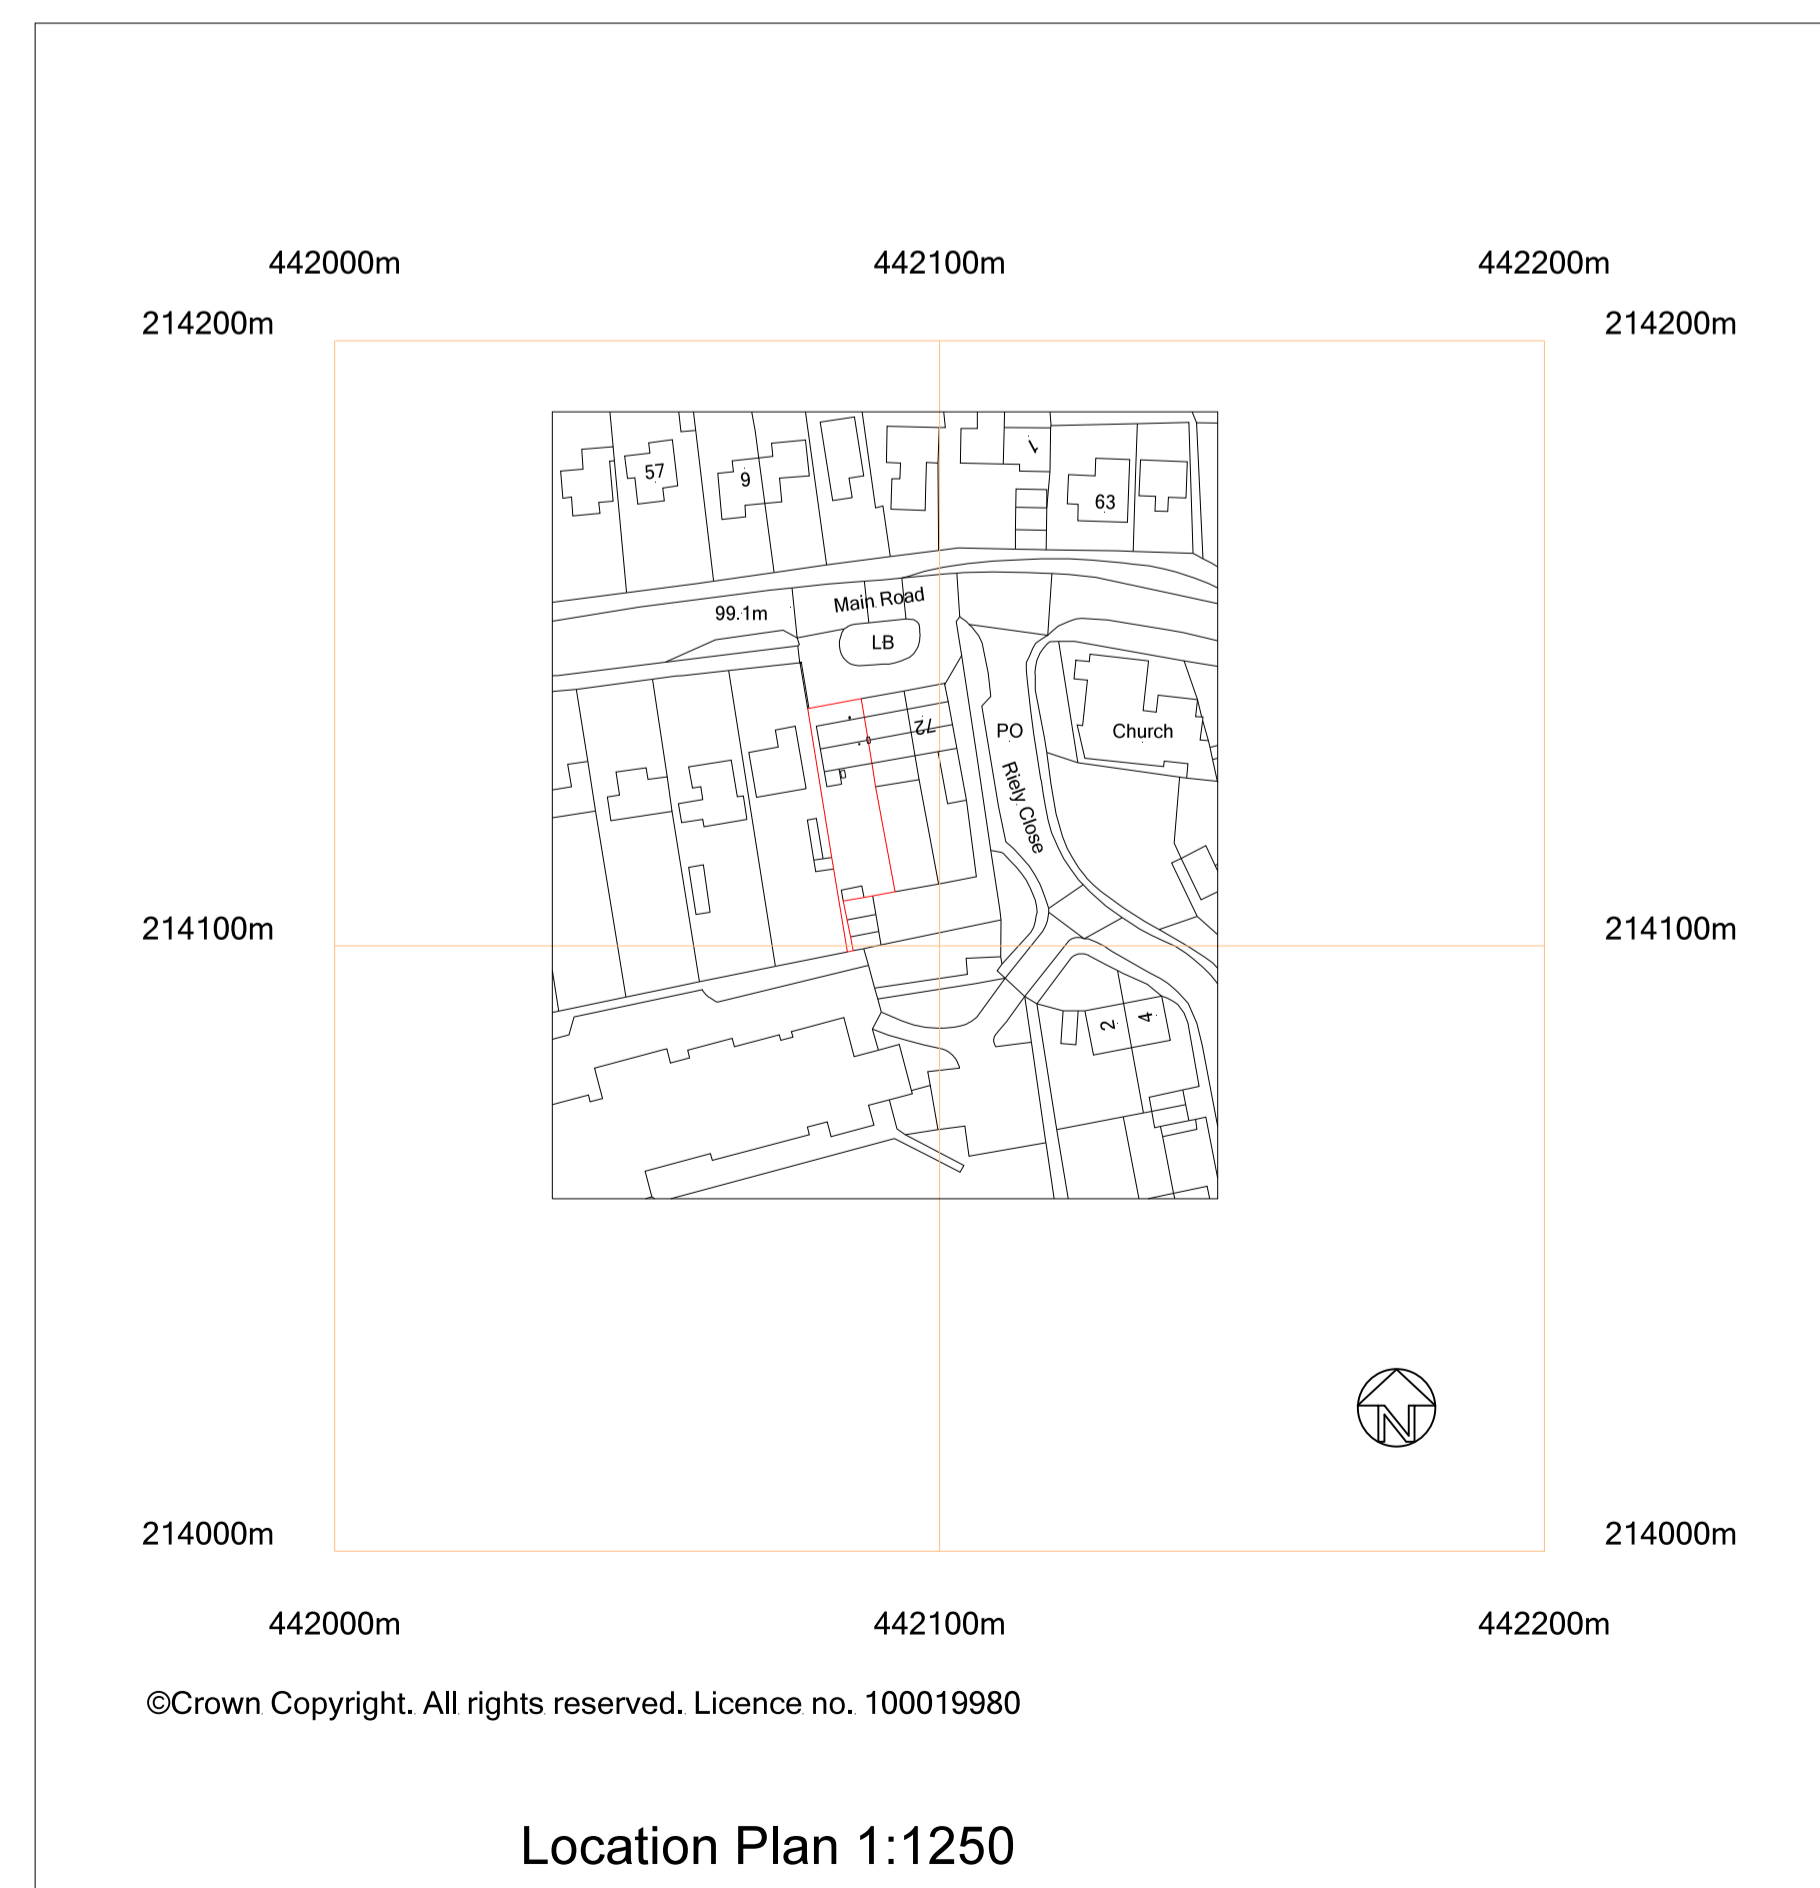 442000m 442100m 442200m
214200m 214200m
57
9
1
63
99.1m
Main Road
LB
72
PO
Church
Riely Close
214100m 214100m
2
4
N
214000m 214000m
442000m 442100m 442200m
©Crown Copyright. All rights reserved. Licence no. 100019980
Location Plan 1:1250